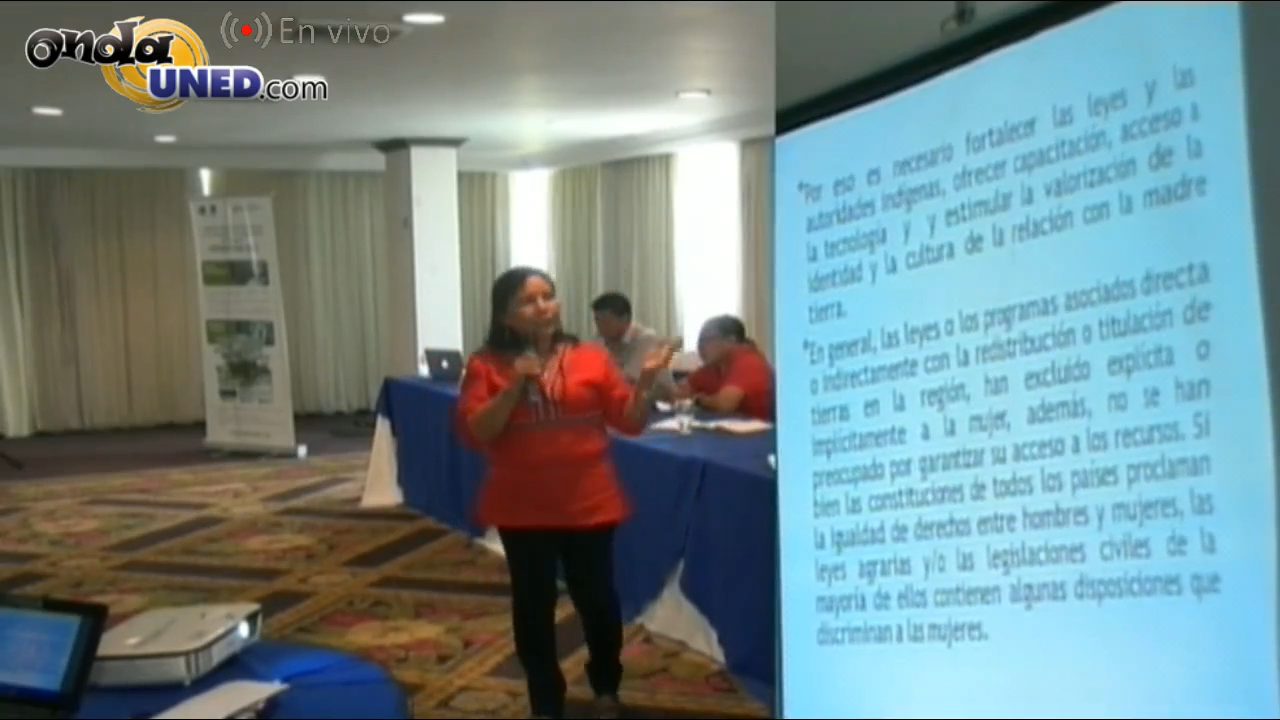 onda
UNED.com
En vivo
*Por eso es necesario fortalecer las leyes y las
autoridades indígenas, ofrecer capacitación, acceso a
la tecnología y y estimular la valorización de la
identidad y la cultura de la relación con la madre
tierra.
*En general, las leyes o los programas asociados directa
o indirectamente con la redistribución o titulación de
tierras en la región, han excluido explícita o
implícitamente a la mujer, además, no se han
preocupado por garantizar su acceso a los recursos. Si
bien las constituciones de todos los países proclaman
la igualdad de derechos entre hombres y mujeres, las
leyes agrarias y/o las legislaciones civiles de la
mayoría de ellos contienen algunas disposiciones que
discriminan a las mujeres.